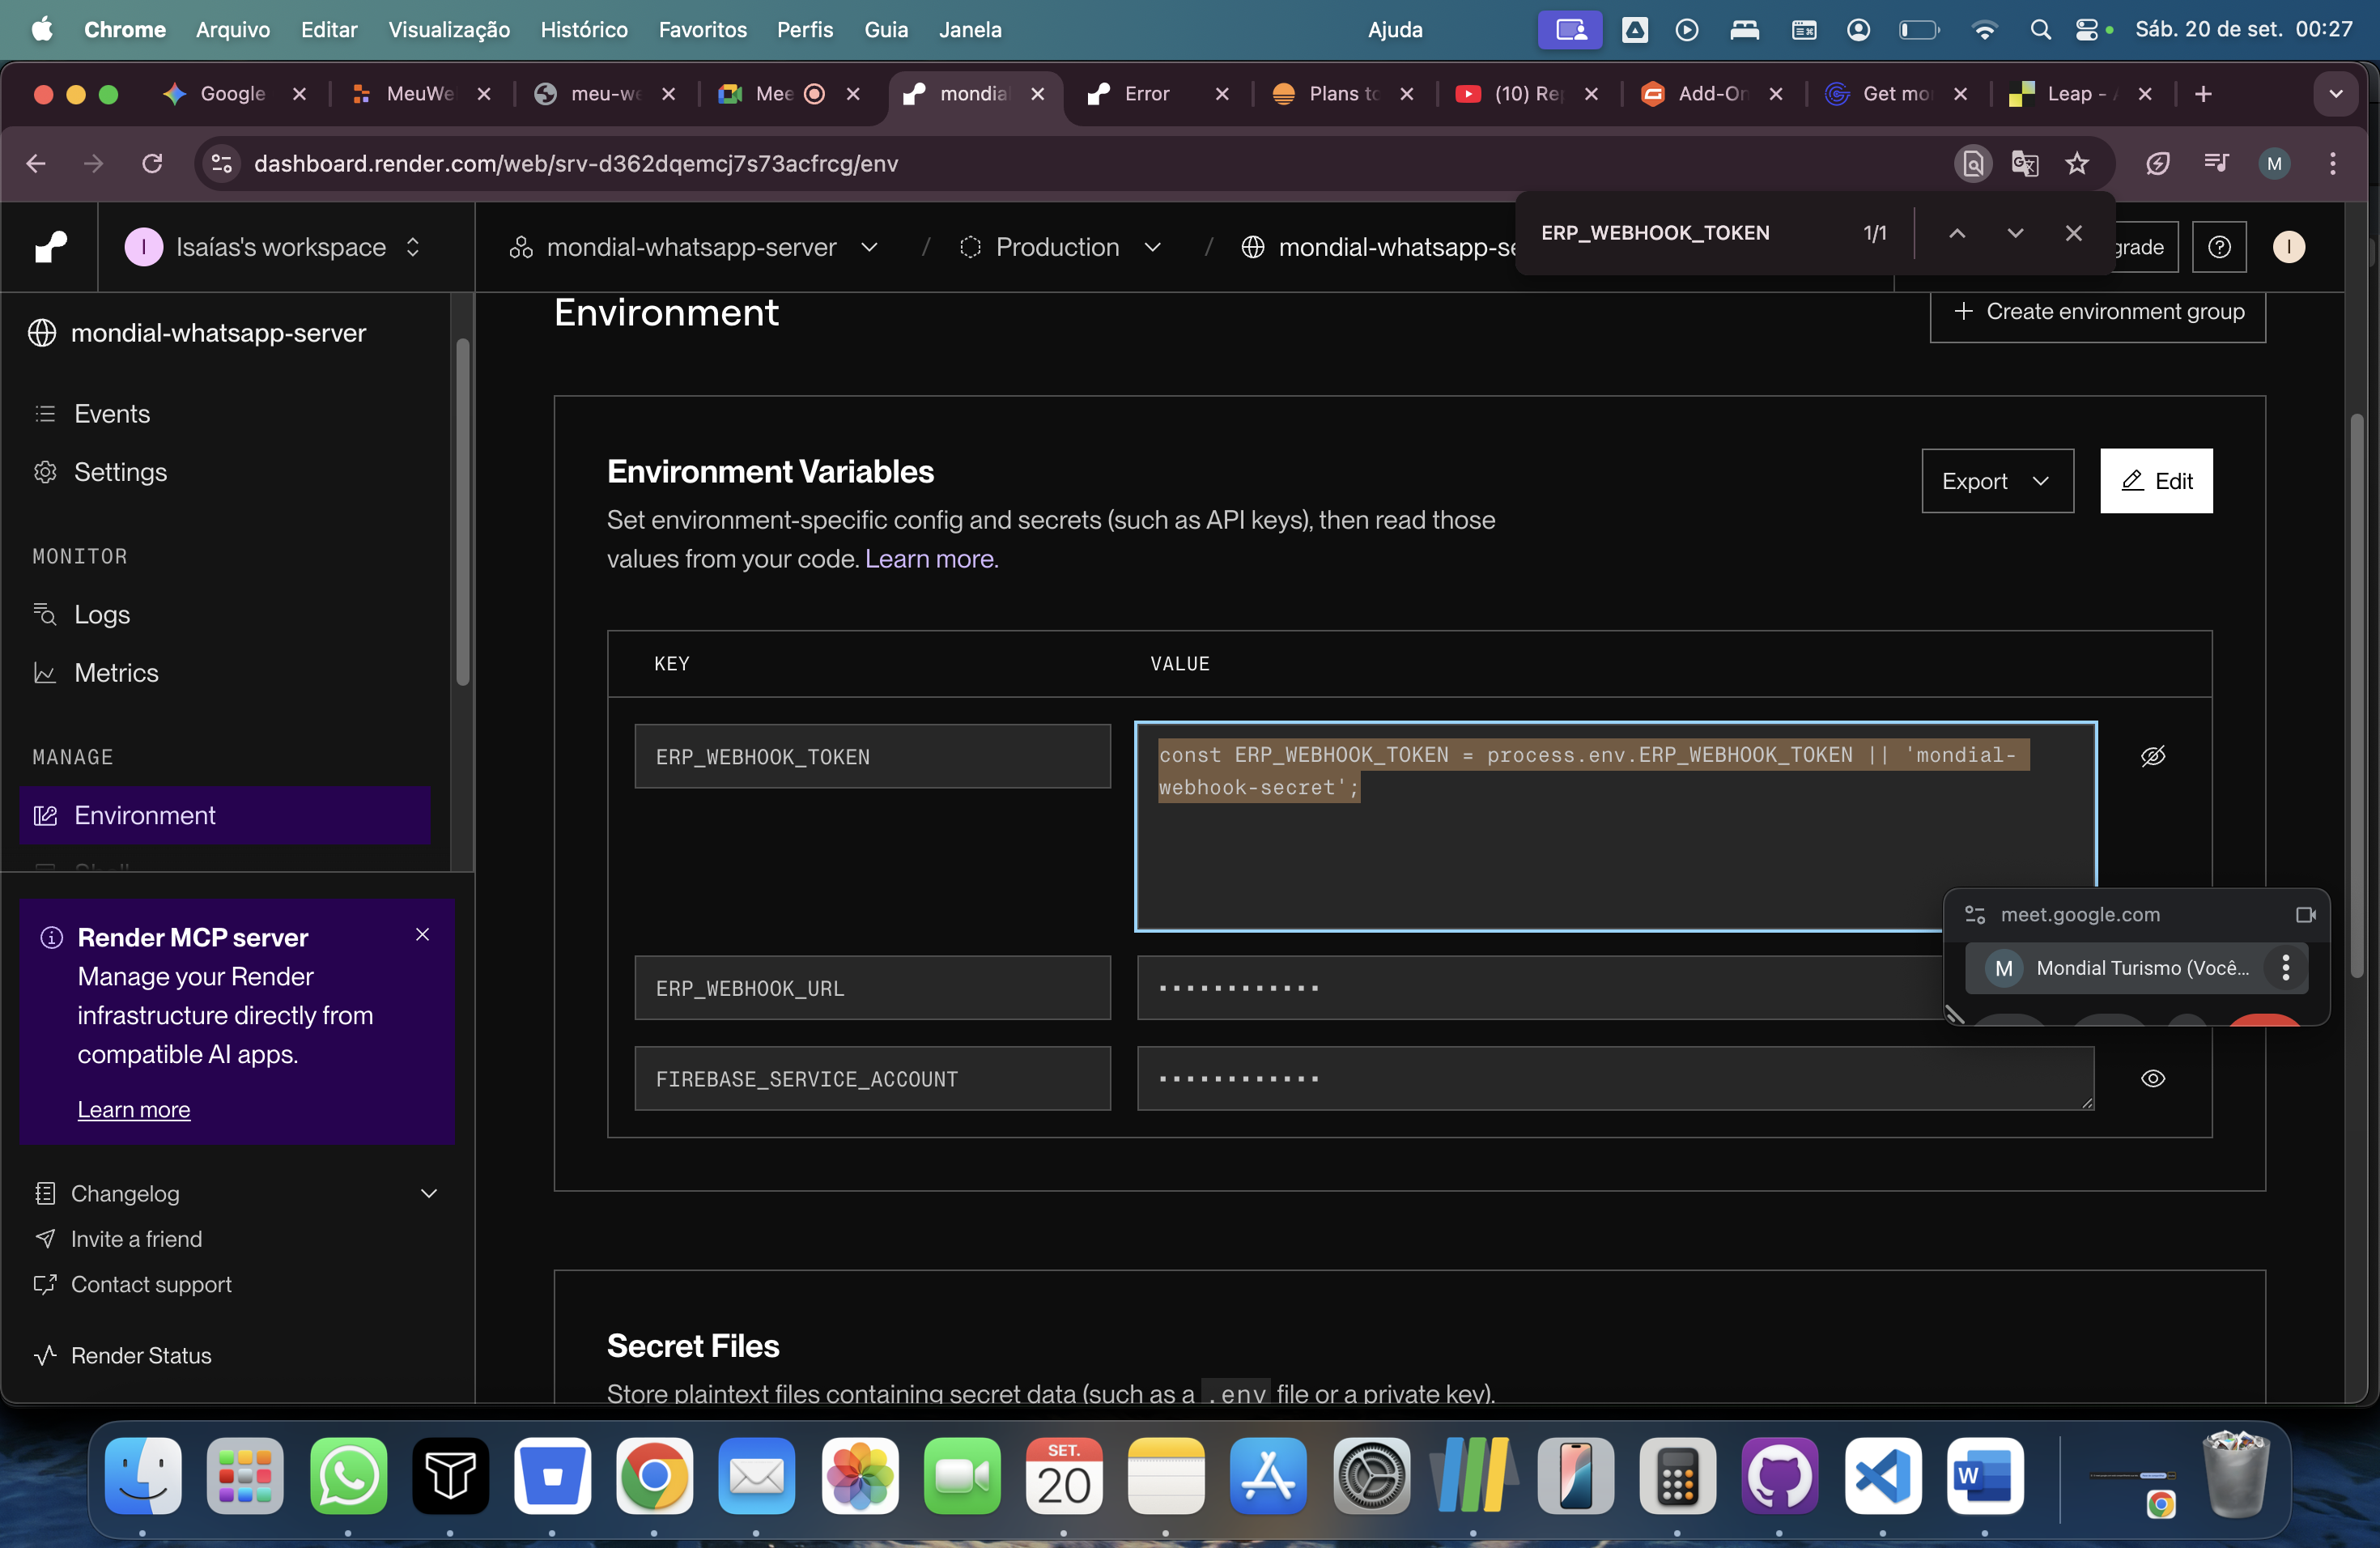 Chrome Arquivo Editar Visualização Histórico Favoritos Perfis Guia Janela Ajuda Sáb. 20 de set. 00:27
Google MeuWe meu-we Mee mondial Error Plans to (10) Re Add-On Get mo Leap -
dashboard.render.com/web/srv-d362dqemcj7s73acfrcg/env M
ERP_WEBHOOK_TOKEN 1/1
I Isaías's workspace mondial-whatsapp-server / Production / mondial-whatsapp-se grade I
mondial-whatsapp-server
Events
Settings
MONITOR
Logs
Metrics
MANAGE
Environment
Shell
Render MCP server
Manage your Render
infrastructure directly from
compatible AI apps.
Learn more
Changelog
Invite a friend
Contact support
Render Status
Environment
+ Create environment group
Environment Variables
Export
Edit
Set environment-specific config and secrets (such as API keys), then read those
values from your code. Learn more.
KEY VALUE
ERP_WEBHOOK_TOKEN
const ERP_WEBHOOK_TOKEN = process.env.ERP_WEBHOOK_TOKEN || 'mondial-
webhook-secret';
ERP_WEBHOOK_URL ••••••••••••
FIREBASE_SERVICE_ACCOUNT ••••••••••••
meet.google.com
M Mondial Turismo (Você...
Secret Files
Store plaintext files containing secret data (such as a .env file or a private key).
SET.
20
W